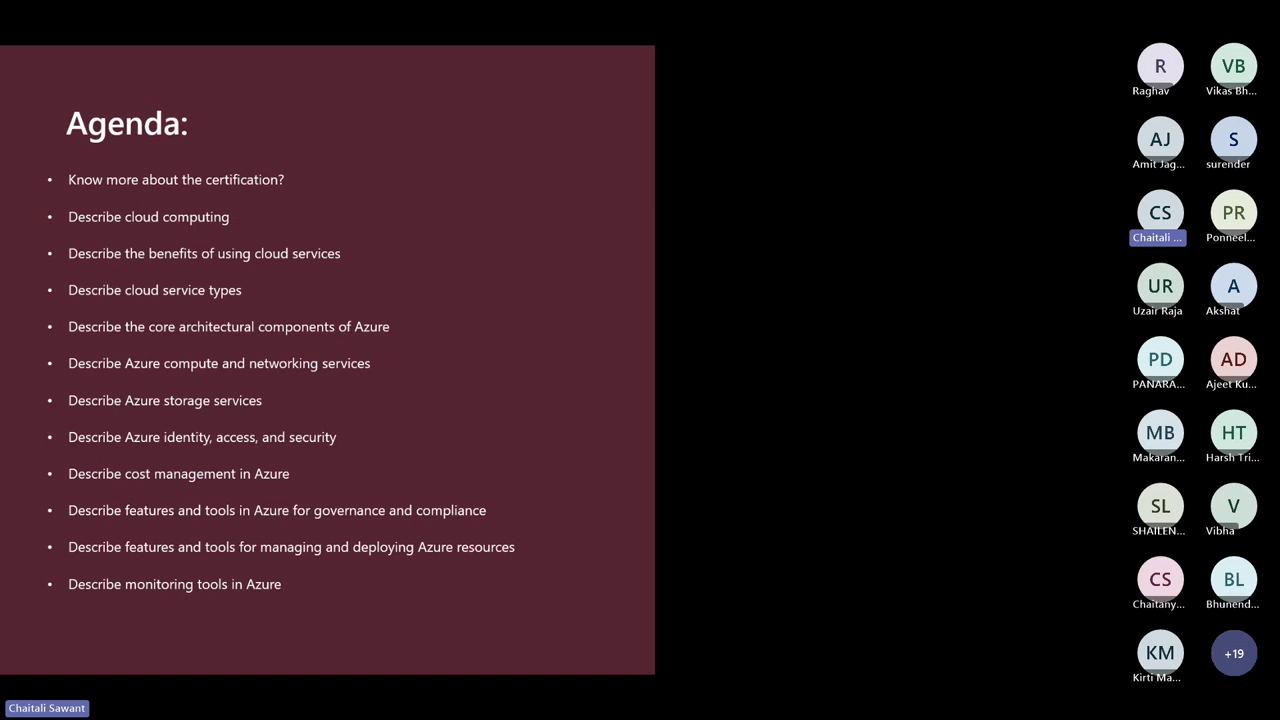 Agenda:
• Know more about the certification?
• Describe cloud computing
• Describe the benefits of using cloud services
• Describe cloud service types
• Describe the core architectural components of Azure
• Describe Azure compute and networking services
• Describe Azure storage services
• Describe Azure identity, access, and security
• Describe cost management in Azure
• Describe features and tools in Azure for governance and compliance
• Describe features and tools for managing and deploying Azure resources
• Describe monitoring tools in Azure
Chaitali Sawant
R
Raghav
VB
Vikas Bh...
AJ
Amit Jag...
S
surender
CS
Chaitali ...
PR
Ponneel...
UR
Uzair Raja
A
Akshat
PD
PANARA...
AD
Ajeet Ku...
MB
Makaran...
HT
Harsh Tri...
SL
SHAILEN...
V
Vibha
CS
Chaitany...
BL
Bhunend...
KM
Kirti Ma...
+19